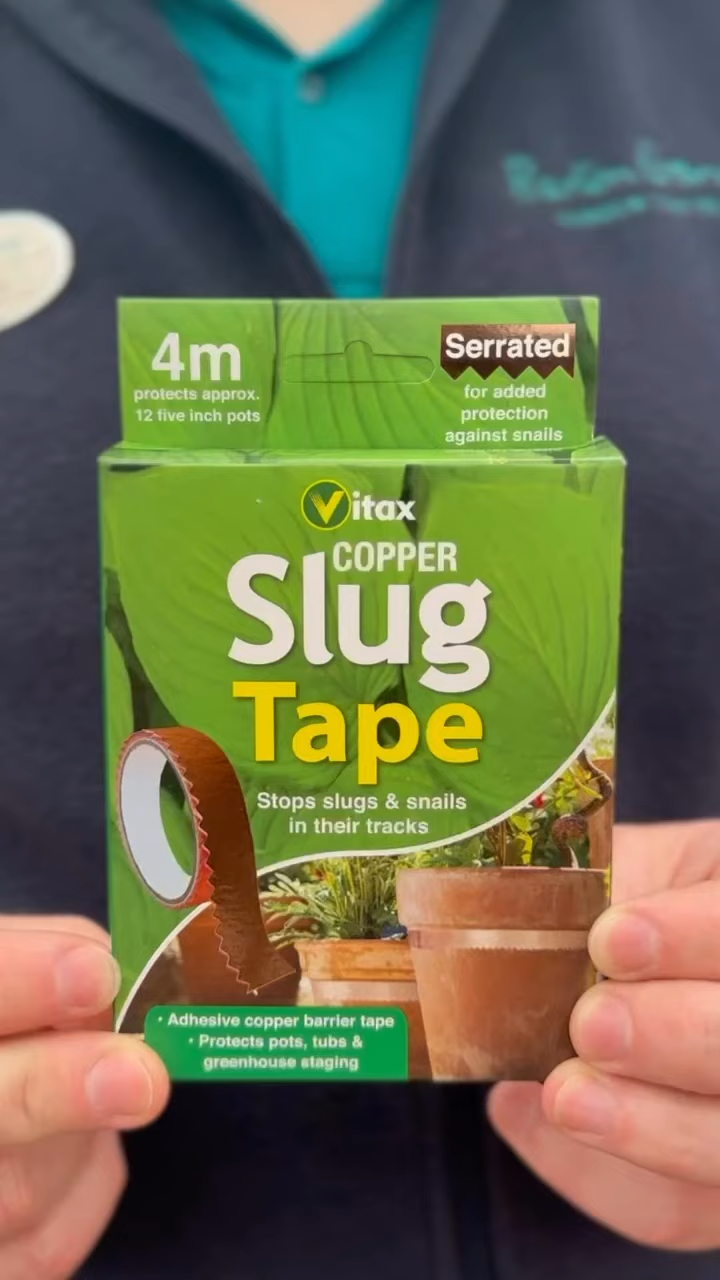 4m
protects approx.
12 five inch pots
Serrated
for added
protection
against snails
Vitax
COPPER
Slug
Tape
Stops slugs & snails
in their tracks
• Adhesive copper barrier tape
• Protects pots, tubs &
greenhouse staging